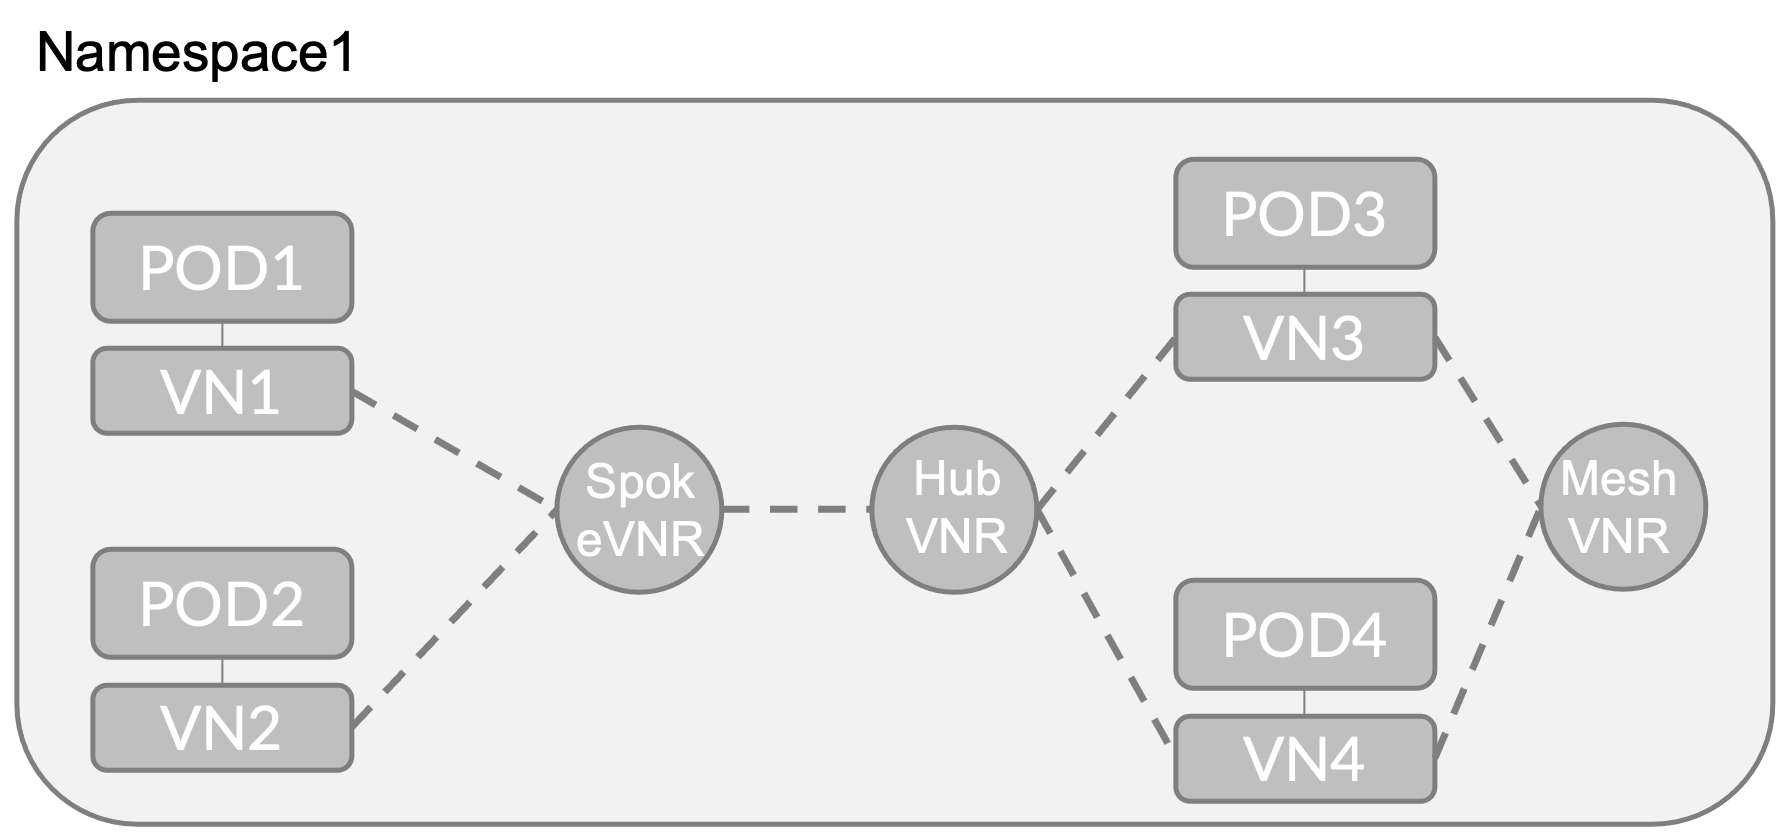 Namespace1
POD1
VN1
POD2
VN2
Spok
eVNR
Hub
VNR
POD3
VN3
POD4
VN4
Mesh
VNR